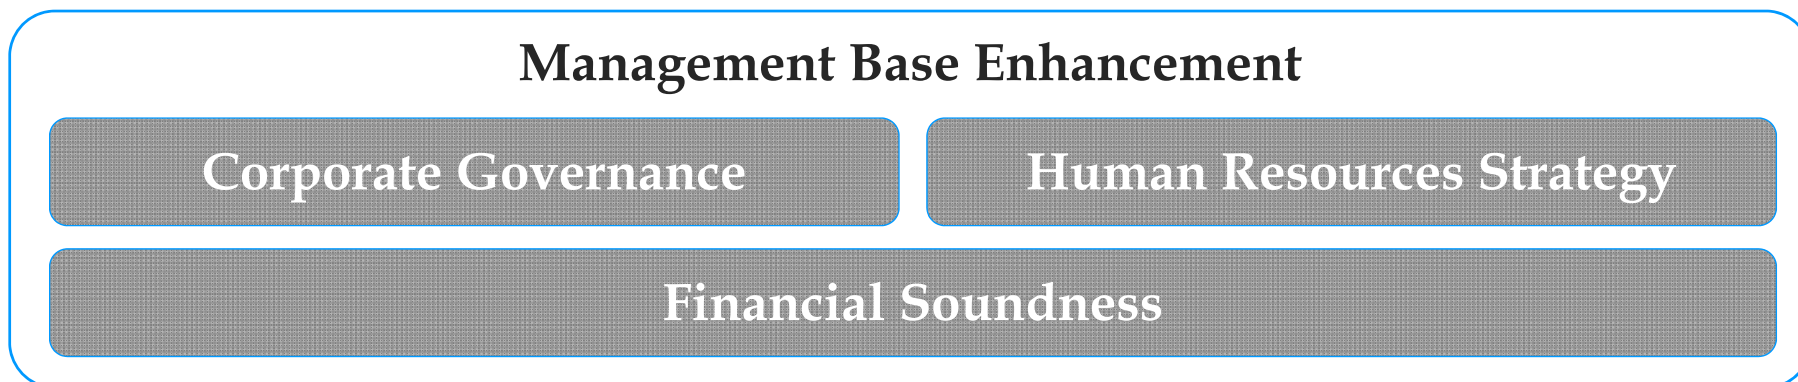 Management Base Enhancement
Corporate Governance
Human Resources Strategy
Financial Soundness